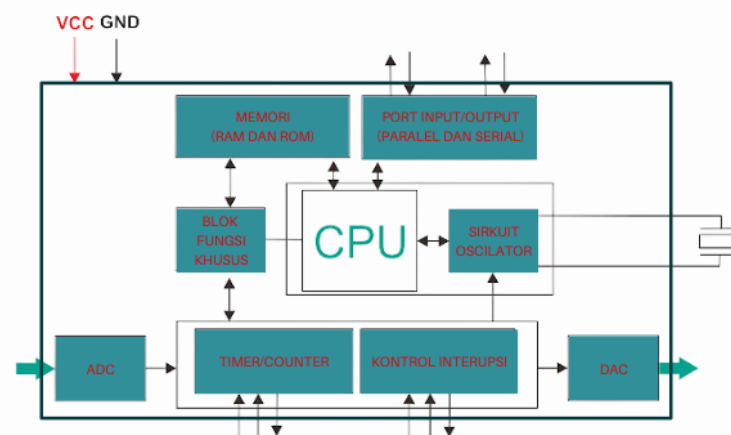 VCC GND
MEMORI
(RAM DAN ROM)
PORT INPUT/OUTPUT
(PARALEL DAN SERIAL)
BLOK
FUNGSI
KHUSUS
CPU
SIRKUIT
OSCILATOR
ADC
TIMER/COUNTER
KONTROL INTERUPSI
DAC